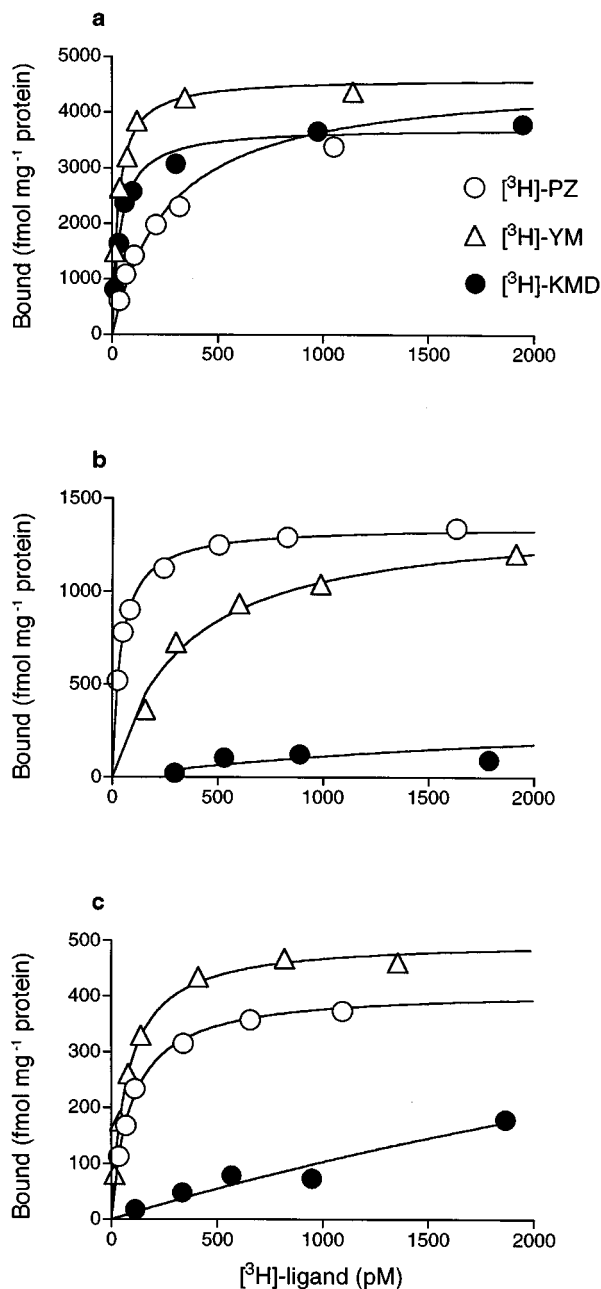 a
Bound (fmol mg⁻¹ protein)
5000
4000
3000
2000
1000
0
0 500 1000 1500 2000
[³H]-PZ
[³H]-YM
[³H]-KMD
b
Bound (fmol mg⁻¹ protein)
1500
1000
500
0
0 500 1000 1500 2000
c
Bound (fmol mg⁻¹ protein)
500
400
300
200
100
0
0 500 1000 1500 2000
[³H]-ligand (pM)